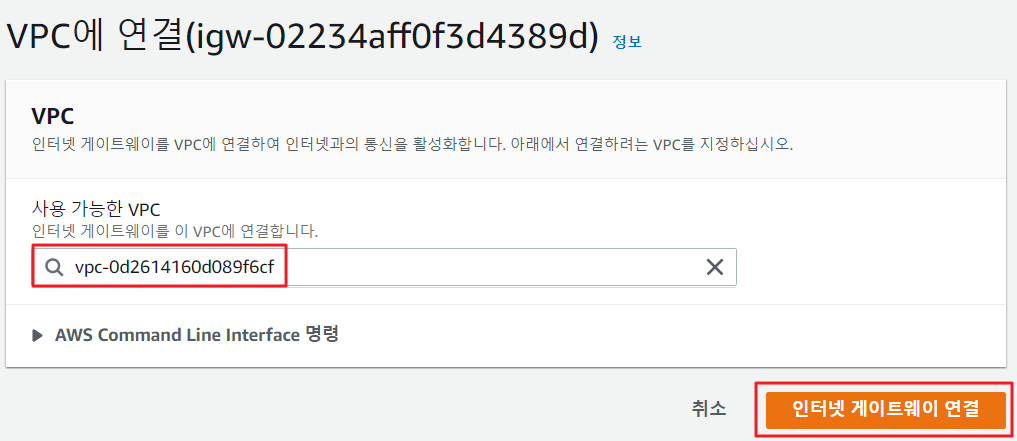 VPC에 연결(igw-02234aff0f3d4389d) 정보
VPC
인터넷 게이트웨이를 VPC에 연결하여 인터넷과의 통신을 활성화합니다. 아래에서 연결하려는 VPC를 지정하십시오.
사용 가능한 VPC
인터넷 게이트웨이를 이 VPC에 연결합니다.
vpc-0d2614160d089f6cf
AWS Command Line Interface 명령
취소 인터넷 게이트웨이 연결